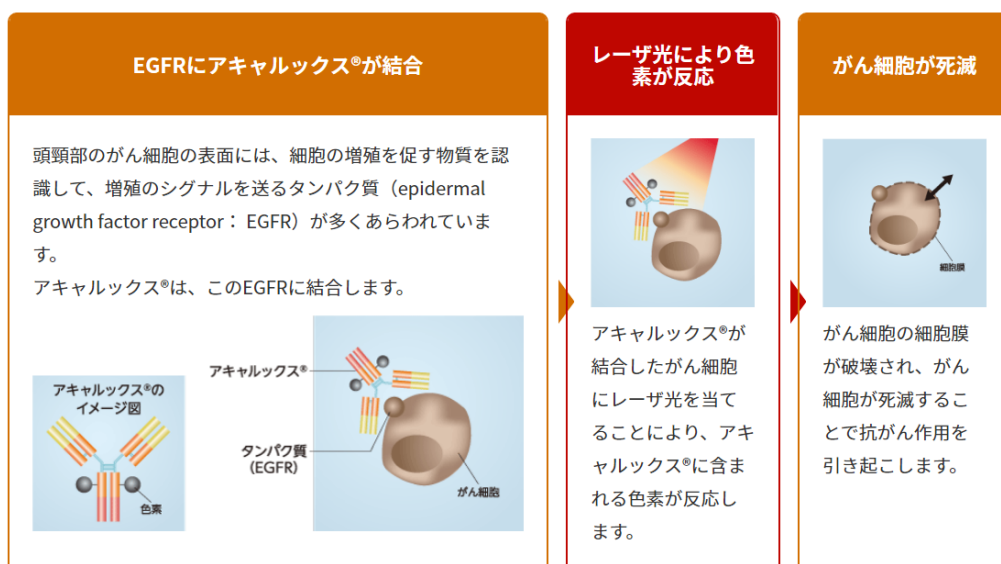 EGFRにアキャルックス®が結合
頭頸部のがん細胞の表面には、細胞の増殖を促す物質を認
識して、増殖のシグナルを送るタンパク質（epidermal
growth factor receptor： EGFR）が多くあらわれていま
す。
アキャルックス®は、このEGFRに結合します。
アキャルックス®の
イメージ図
色素
アキャルックス®
タンパク質
（EGFR）
がん細胞
レーザ光により色
素が反応
アキャルックス®が
結合したがん細胞
にレーザ光を当て
ることにより、アキ
ャルックス®に含ま
れる色素が反応し
ます。
がん細胞が死滅
細胞膜
がん細胞の細胞膜
が破壊され、がん
細胞が死滅するこ
とで抗がん作用を
引き起こします。